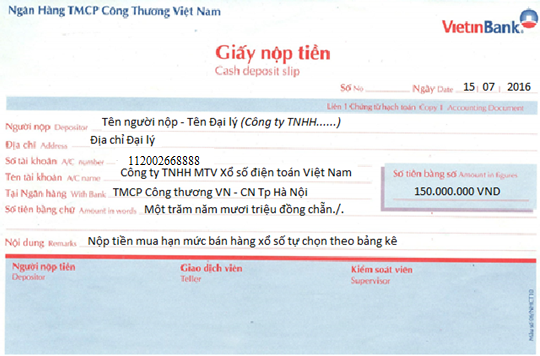 Ngân Hàng TMCP Công Thương Việt Nam
VietinBank
Giấy nộp tiền
Cash deposit slip
Số No
Ngày Date 15 07 2016
Liên 1 Chứng từ hạch toán Copy 1 Accounting Document
Người nộp Depositor Tên người nộp - Tên Đại lý (Công ty TNHH......)
Địa chỉ Address Địa chỉ Đại lý
Số tài khoản A/C number 112002668888
Tên tài khoản A/C name Công ty TNHH MTV Xổ số điện toán Việt Nam
Số tiền bằng số Amount in figures
Tại Ngân hàng With Bank TMCP Công thương VN - CN Tp Hà Nội
150.000.000 VND
Số tiền bằng chữ Amount in words Một trăm năm mươi triệu đồng chẵn./.
Nội dung Remarks Nộp tiền mua hạn mức bán hàng xổ số tự chọn theo bảng kê
Người nộp tiền Giao dịch viên Kiểm soát viên
Depositor Teller Supervisor